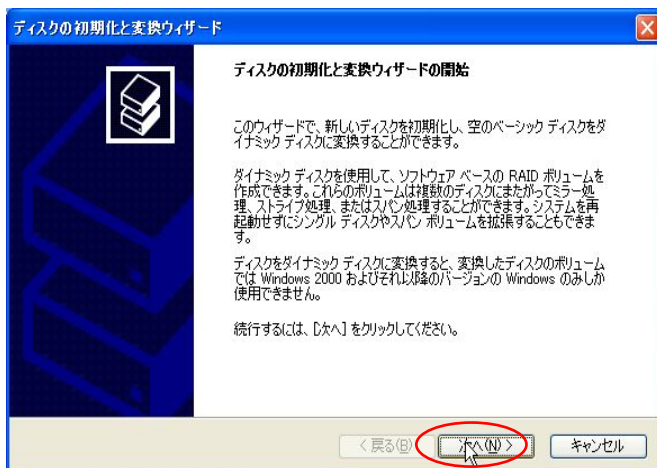 ディスクの初期化と変換ウィザード
ディスクの初期化と変換ウィザードの開始
このウィザードで、新しいディスクを初期化し、空のベーシック ディスクをダ
イナミック ディスクに変換することができます。
ダイナミック ディスクを使用して、ソフトウェア ベースの RAID ボリュームを
作成できます。これらのボリュームは複数のディスクにまたがってミラー処
理、ストライプ処理、またはスパン処理することができます。システムを再
起動せずにシングル ディスクやスパン ボリュームを拡張することもできま
す。
ディスクをダイナミック ディスクに変換すると、変換したディスクのボリューム
では Windows 2000 およびそれ以降のバージョンの Windows のみしか
使用できません。
続行するには、[次へ] をクリックしてください。
< 戻る(B) 次へ(N) > キャンセル